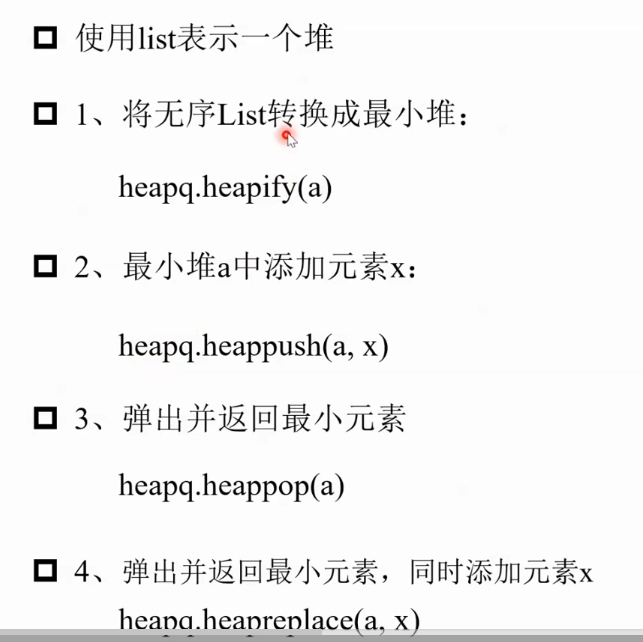 使用list表示一个堆
1、将无序List转换成最小堆：
heapq.heapify(a)
2、最小堆a中添加元素x：
heapq.heappush(a, x)
3、弹出并返回最小元素
heapq.heappop(a)
4、弹出并返回最小元素，同时添加元素x
heapq.heapreplace(a, x)